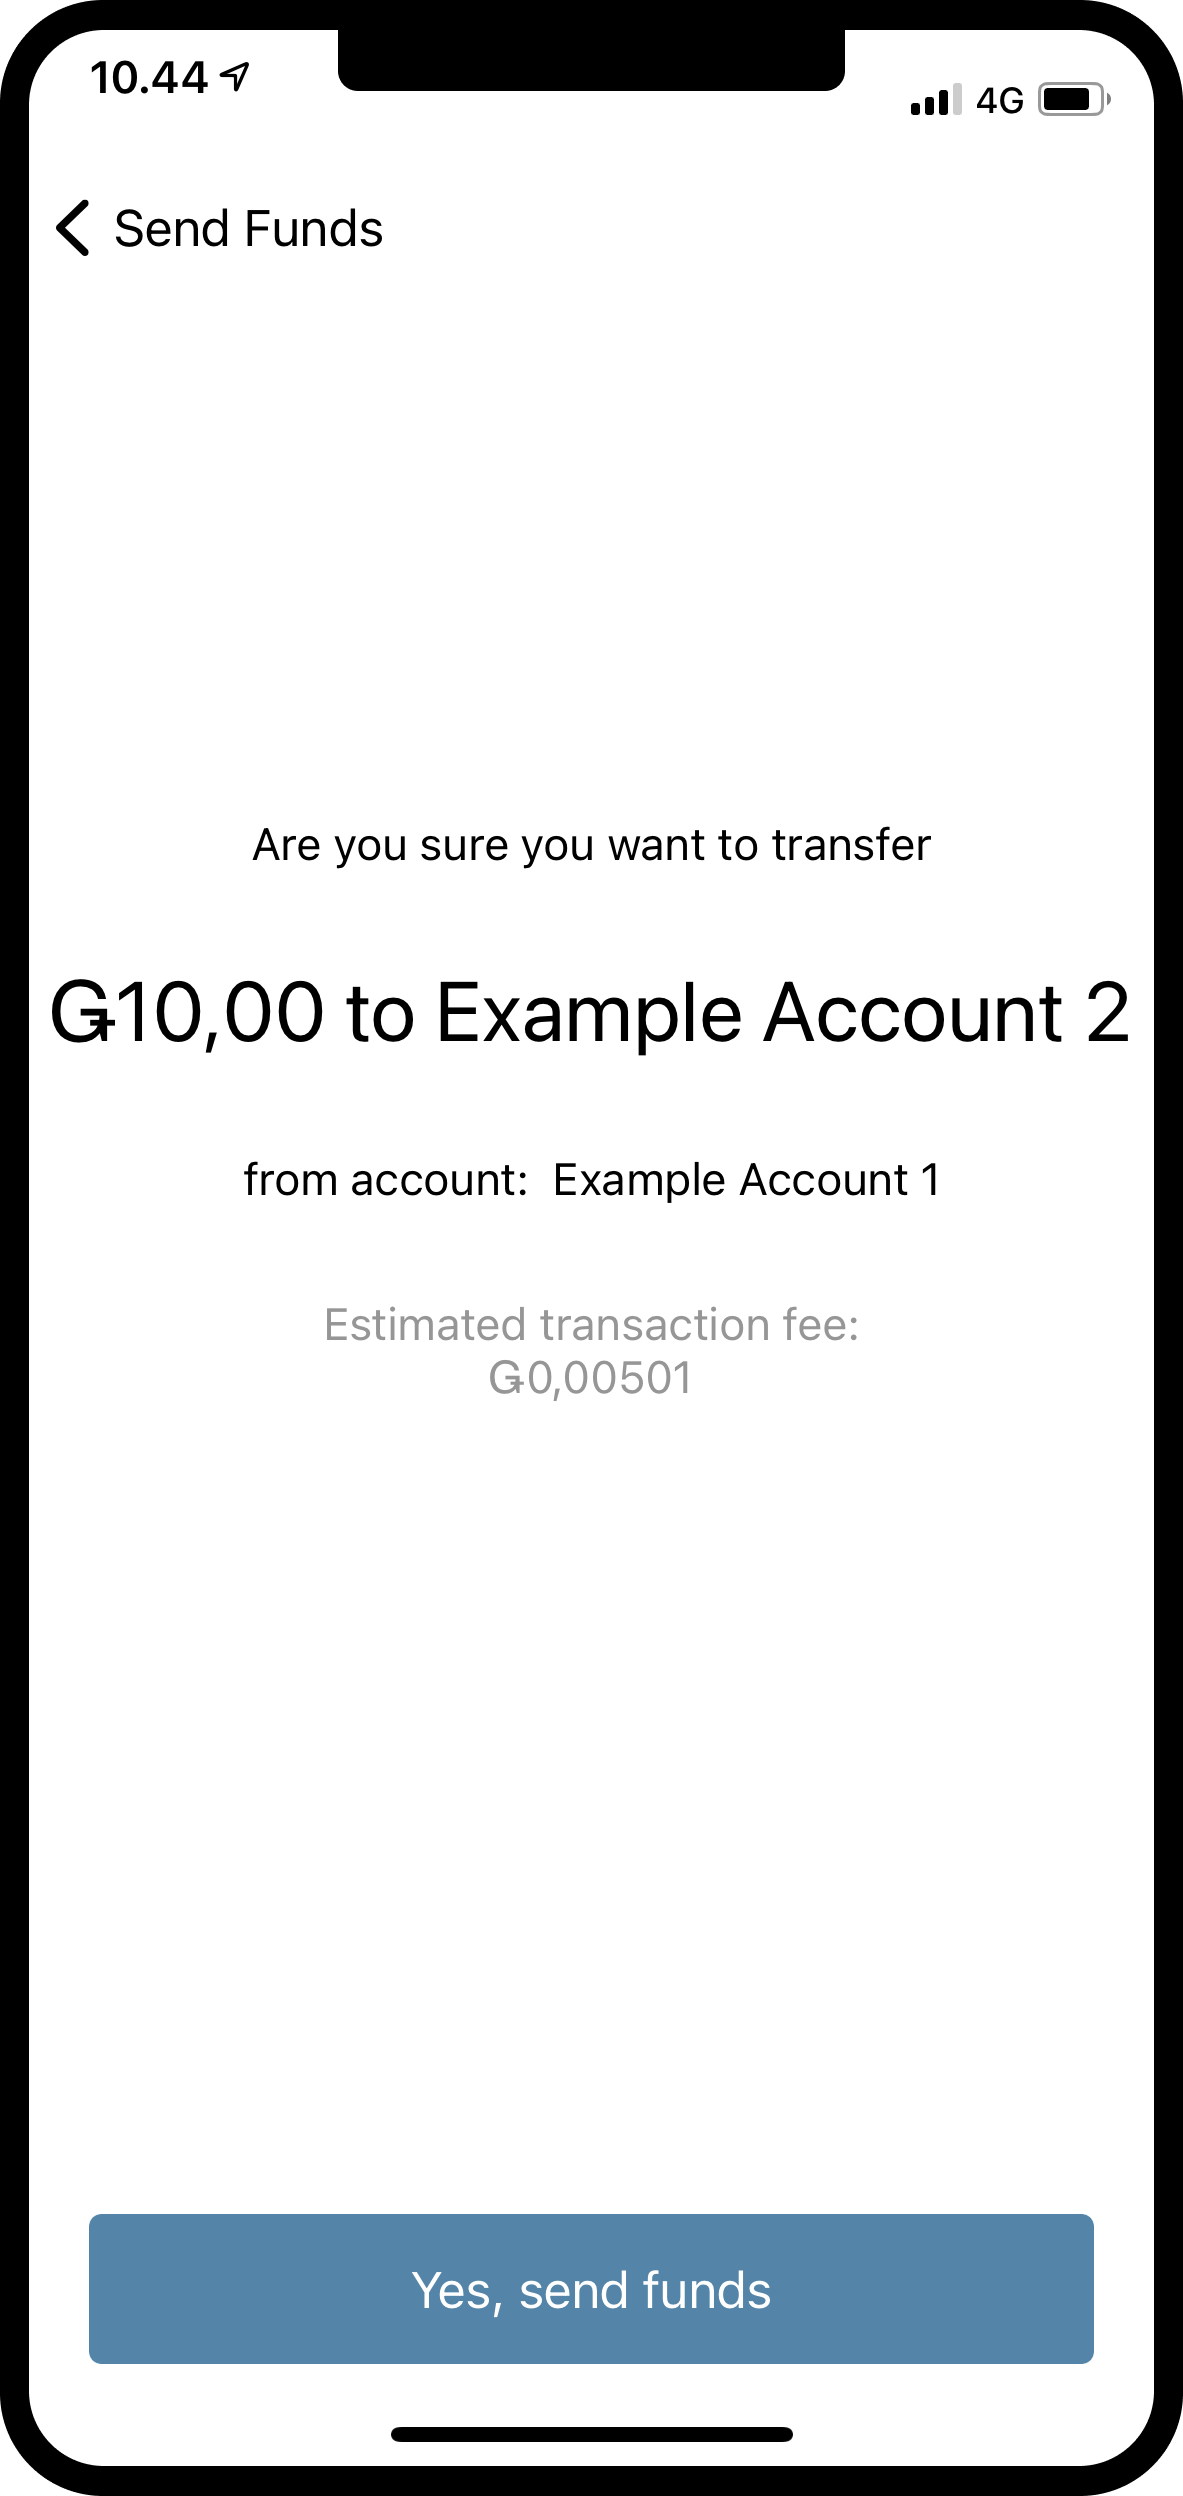 10.44
4G
Send Funds
Are you sure you want to transfer
Ǥ10,00 to Example Account 2
from account: Example Account 1
Estimated transaction fee:
Ǥ0,00501
Yes, send funds